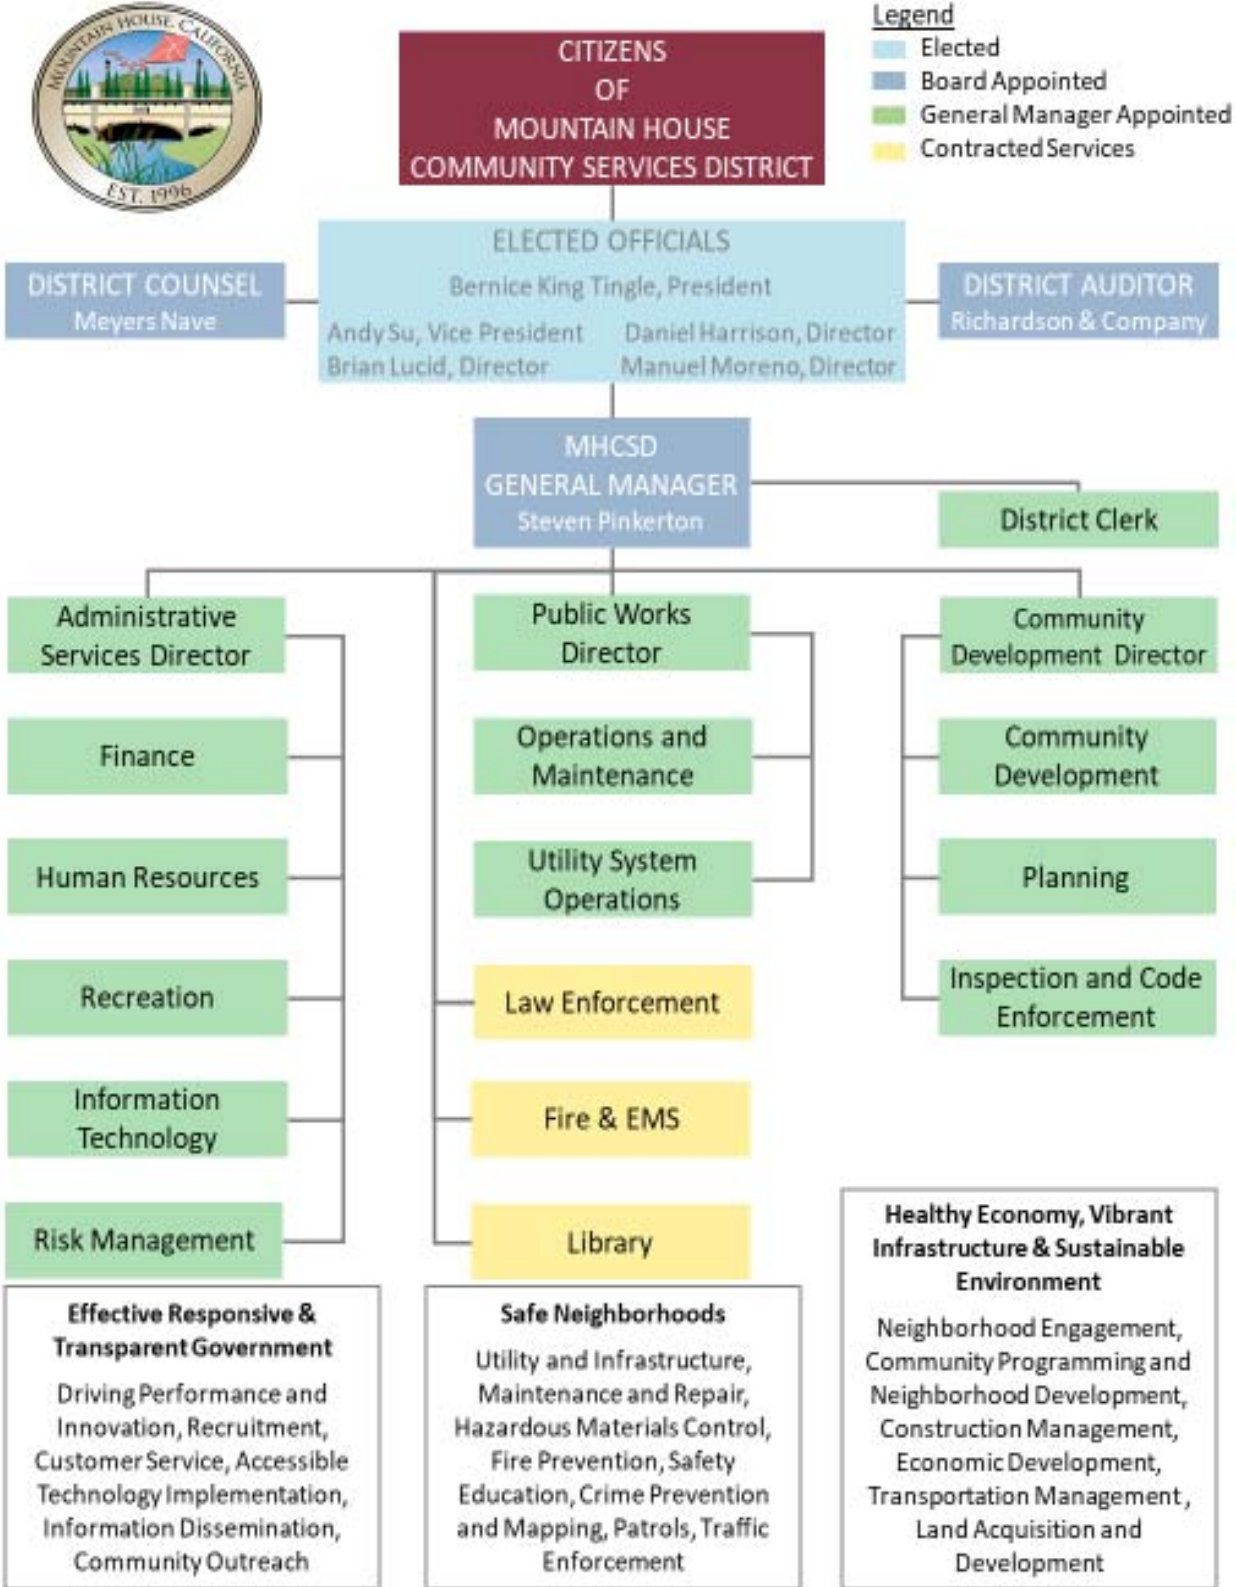 MOUNTAIN HOUSE, CALIFORNIA
EST. 1996
Legend
Elected
Board Appointed
General Manager Appointed
Contracted Services
CITIZENS
OF
MOUNTAIN HOUSE
COMMUNITY SERVICES DISTRICT
ELECTED OFFICIALS
Bernice King Tingle, President
Andy Su, Vice President
Daniel Harrison, Director
Brian Lucid, Director
Manuel Moreno, Director
DISTRICT COUNSEL
Meyers Nave
DISTRICT AUDITOR
Richardson & Company
MHCSD
GENERAL MANAGER
Steven Pinkerton
District Clerk
Administrative
Services Director
Finance
Human Resources
Recreation
Information
Technology
Risk Management
Public Works
Director
Operations and
Maintenance
Utility System
Operations
Law Enforcement
Fire & EMS
Library
Community
Development Director
Community
Development
Planning
Inspection and Code
Enforcement
Effective Responsive &
Transparent Government
Driving Performance and
Innovation, Recruitment,
Customer Service, Accessible
Technology Implementation,
Information Dissemination,
Community Outreach
Safe Neighborhoods
Utility and Infrastructure,
Maintenance and Repair,
Hazardous Materials Control,
Fire Prevention, Safety
Education, Crime Prevention
and Mapping, Patrols, Traffic
Enforcement
Healthy Economy, Vibrant
Infrastructure & Sustainable
Environment
Neighborhood Engagement,
Community Programming and
Neighborhood Development,
Construction Management,
Economic Development,
Transportation Management,
Land Acquisition and
Development